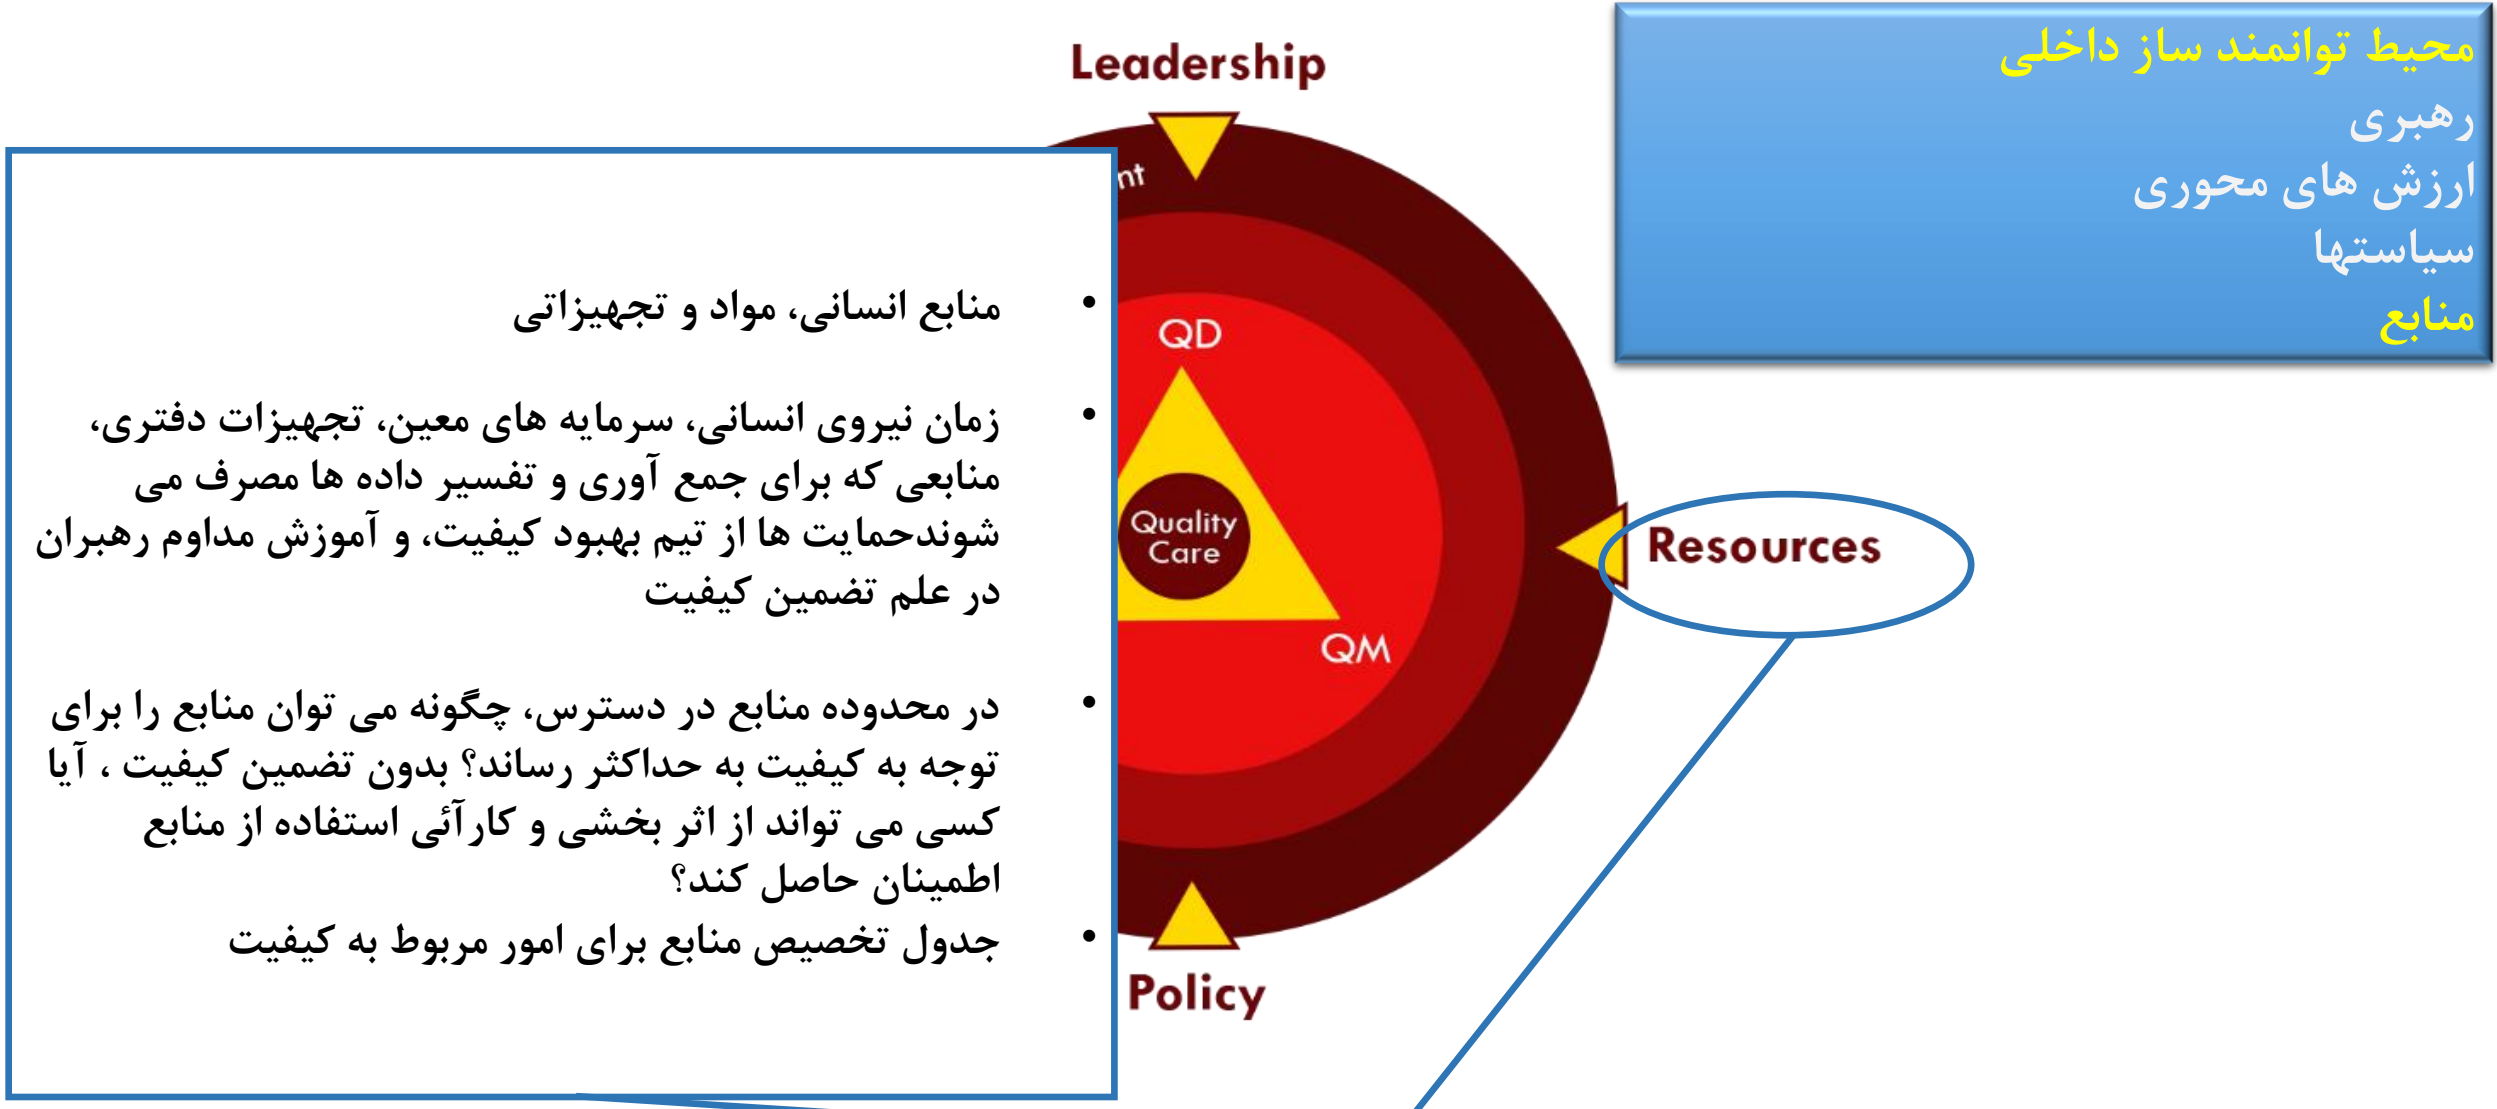 محیط توانمند ساز داخلی
رهبری
ارزش های محوری
سیاستها
منابع
Leadership
• منابع انسانی، مواد و تجهیزاتی
• زمان نیروی انسانی، سرمایه های معین، تجهیزات دفتری،
منابعی که برای جمع آوری و تفسیر داده ها مصرف می
شوندحمایت ها از تیم بهبود کیفیت، و آموزش مداوم رهبران
در علم تضمین کیفیت
• در محدوده منابع در دسترس، چگونه می توان منابع را برای
توجه به کیفیت به حداکثر رساند؟ بدون تضمین کیفیت ، آیا
کسی می تواند از اثر بخشی و کارآئی استفاده از منابع
اطمینان حاصل کند؟
• جدول تخصیص منابع برای امور مربوط به کیفیت
nt
QD
Quality
Care
QM
Resources
Policy